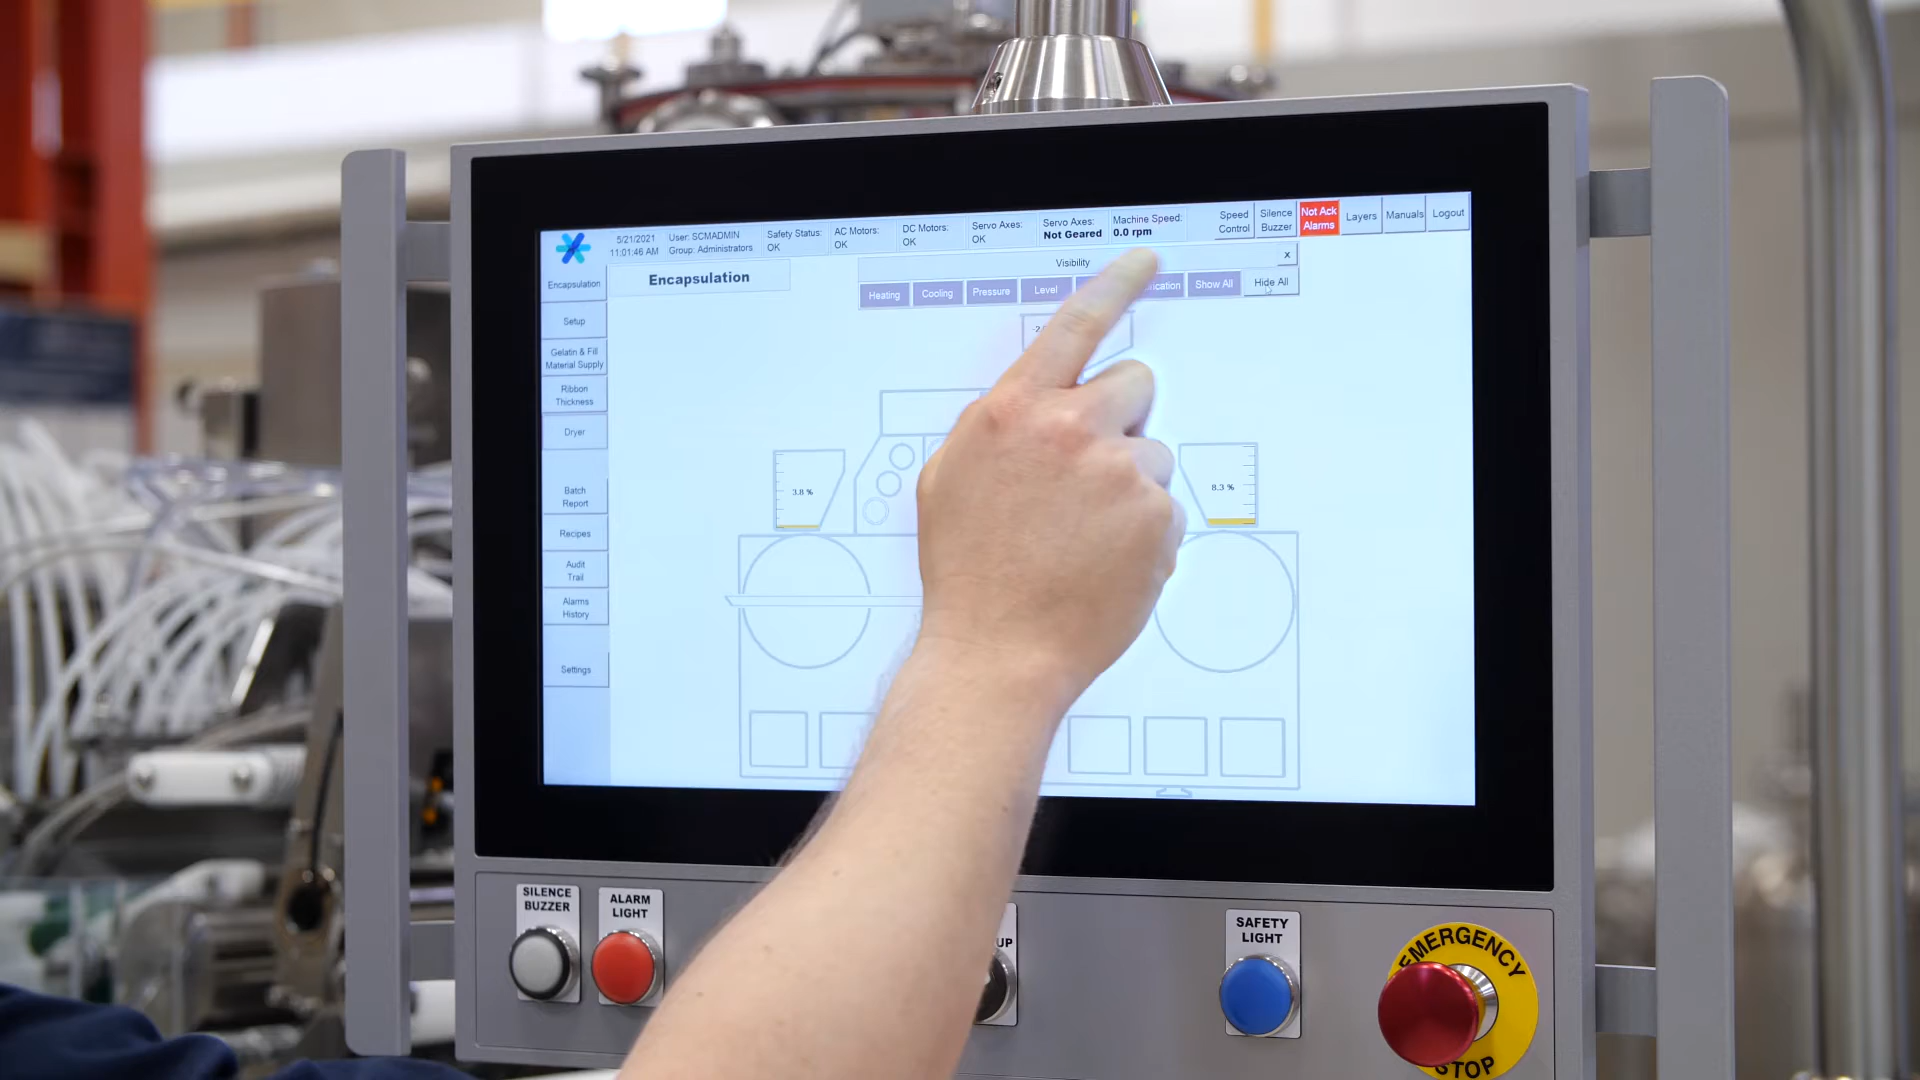 5/21/2021
11:01:46 AM
User: SCMADMIN
Group: Administrators
Safety Status:
OK
AC Motors:
OK
DC Motors:
OK
Servo Axes:
OK
Servo Axes:
Not Geared
Machine Speed:
0.0 rpm
Speed
Control
Silence
Buzzer
Not Ack
Alarms
Layers
Manuals
Logout
Encapsulation
Visibility
X
Heating
Cooling
Pressure
Level
Show All
Hide All
Encapsulation
Setup
Gelatin & Fill
Material Supply
Ribbon
Thickness
Dryer
Batch
Report
Recipes
Audit
Trail
Alarms
History
Settings
3.8 %
8.3 %
SILENCE
BUZZER
ALARM
LIGHT
UP
SAFETY
LIGHT
EMERGENCY
STOP